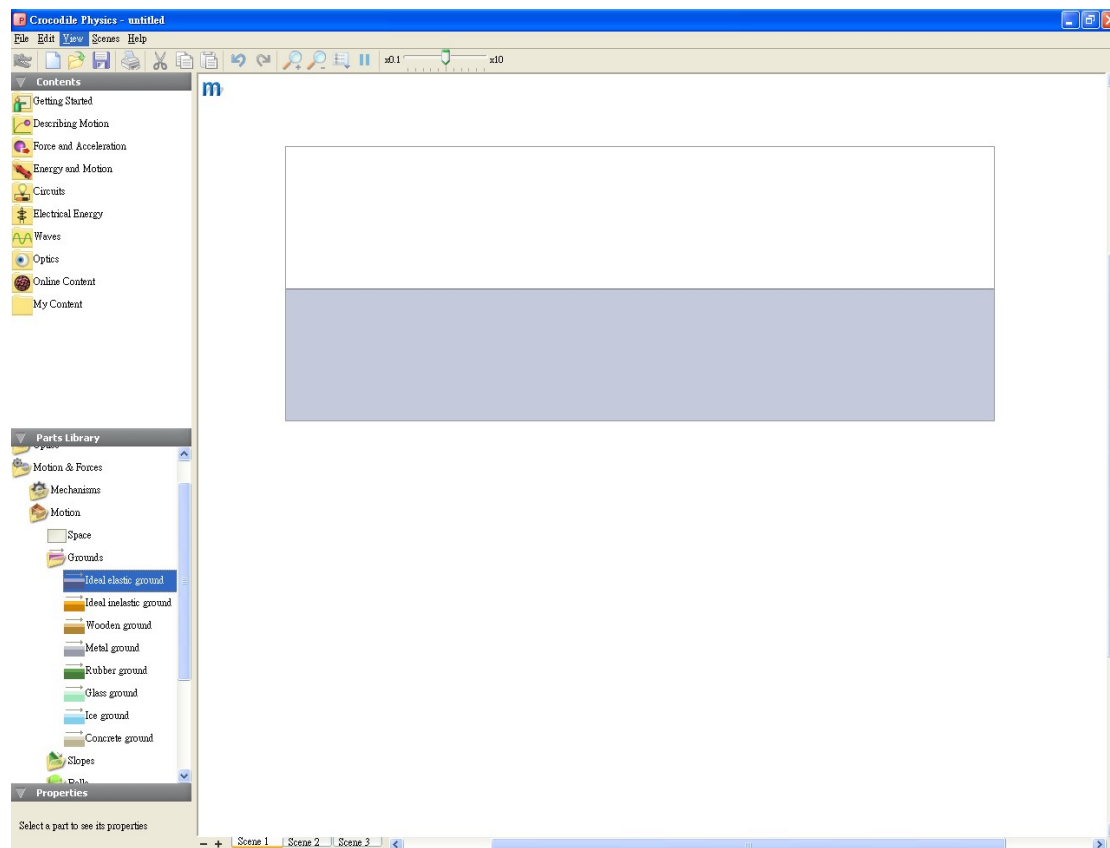 Crocodile Physics - untitled
File Edit View Scenes Help
x0.1 x10
Contents
Getting Started
Describing Motion
Force and Acceleration
Energy and Motion
Circuits
Electrical Energy
Waves
Optics
Online Content
My Content
m
Parts Library
Motion & Forces
Mechanisms
Motion
Space
Grounds
Ideal elastic ground
Ideal inelastic ground
Wooden ground
Metal ground
Rubber ground
Glass ground
Ice ground
Concrete ground
Slopes
Balls
Properties
Select a part to see its properties
Scene 1 Scene 2 Scene 3